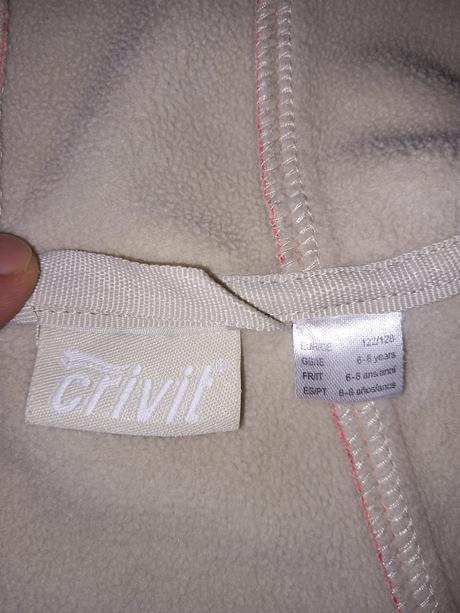 crivit
EUR/CE 122/128
GB/IE 6-8 years
FR/IT 6-8 ans/anni
ES/PT 6-8 años/anos